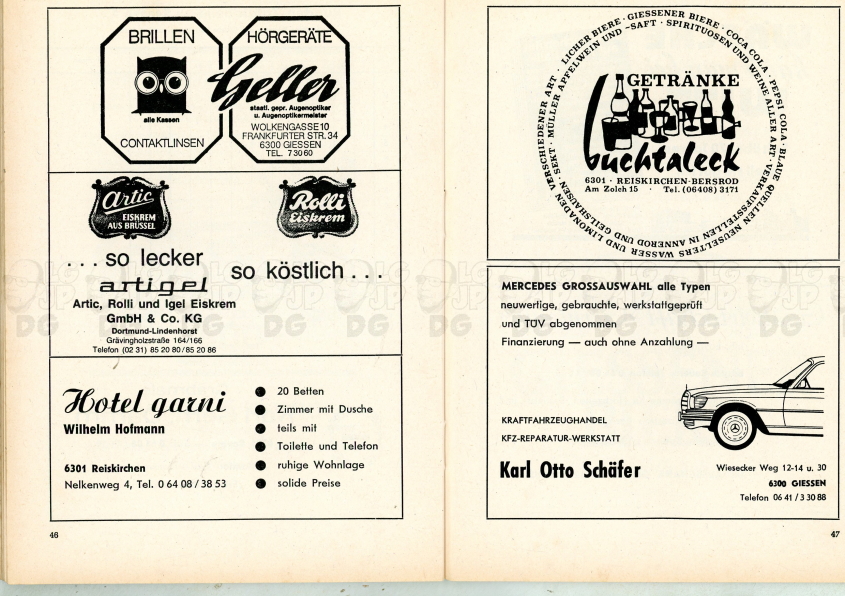 BRILLEN
HÖRGERÄTE
Geller
alle Kassen
staatl. gepr. Augenoptiker
u. Augenoptikermeister
CONTAKTLINSEN
WOLKENGASSE 10
FRANKFURTER STR. 34
6300 GIESSEN
TEL. 73060
Artic
EISKREM
AUS BRÜSSEL
Rolli
Eiskrem
. . . so lecker
so köstlich . . .
artigel
Artic, Rolli und Igel Eiskrem
GmbH & Co. KG
Dortmund-Lindenhorst
Grävingholzstraße 164/166
Telefon (02 31) 85 20 80/85 20 86
Hotel garni
Wilhelm Hofmann
6301 Reiskirchen
Nelkenweg 4, Tel. 0 64 08 / 38 53
● 20 Betten
● Zimmer mit Dusche
● teils mit
● Toilette und Telefon
● ruhige Wohnlage
● solide Preise
46
LICHER BIERE · GIESSENER BIERE · COCA COLA · PEPSI COLA · BLAUE QUELLEN NEUSELTERS WASSER UND LIMONADEN VERSCHIEDENER ART ·
MÜLLER APFELWEIN UND -SAFT · SPIRITUOSEN UND WEINE ALLER ART · VERKAUFSSTELLEN IN ANNEROD UND GEILSHAUSEN · SEKT ·
GETRÄNKE
buchtaleck
6301 · REISKIRCHEN-BERSROD
Am Zolch 15 · Tel. (06408) 3171
MERCEDES GROSSAUSWAHL alle Typen
neuwertige, gebrauchte, werkstattgeprüft
und TÜV abgenommen
Finanzierung — auch ohne Anzahlung —
KRAFTFAHRZEUGHANDEL
KFZ-REPARATUR-WERKSTATT
Karl Otto Schäfer
Wiesecker Weg 12-14 u. 30
6300 GIESSEN
Telefon 06 41 / 3 30 88
47
LG
JP
DG